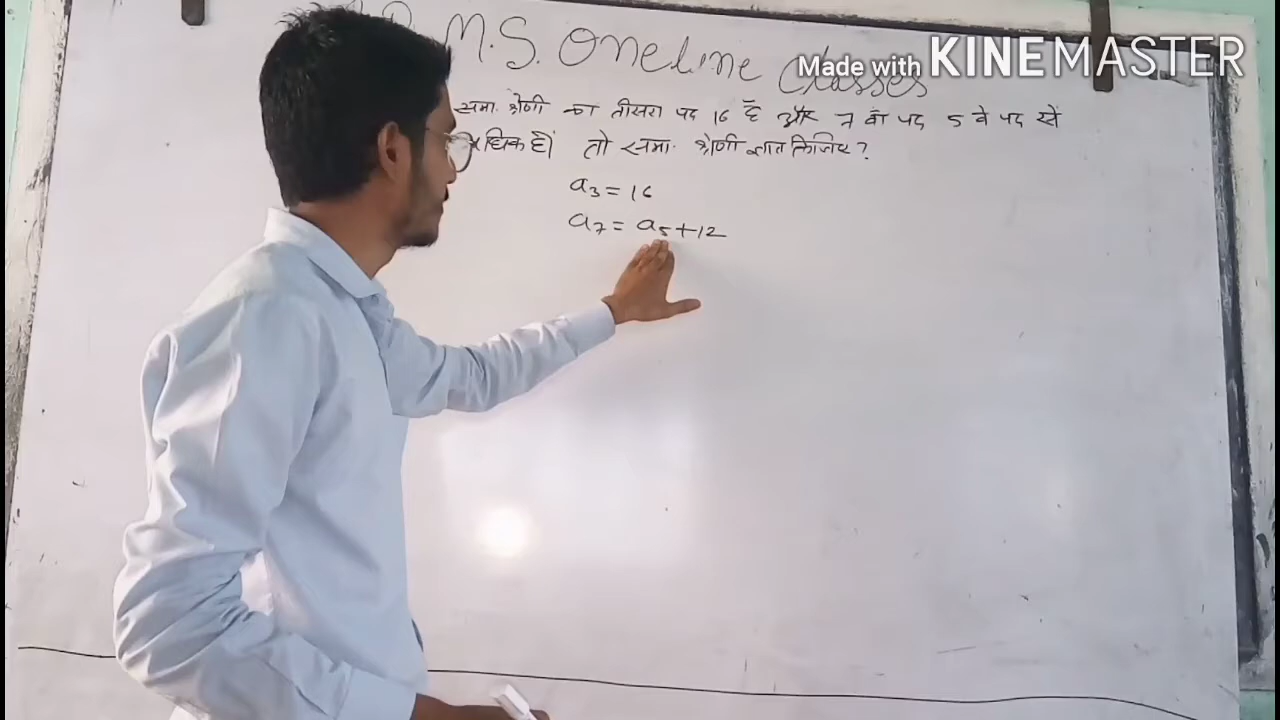 M.S. Oneline Classes
Made with KINEMASTER
समा. श्रेणी का तीसरा पद 16 है और 7 वाँ पद 5 वे पद से
हों तो समा. श्रेणी ज्ञात किजिए ?
a₃ = 16
a₇ = a₅ + 12